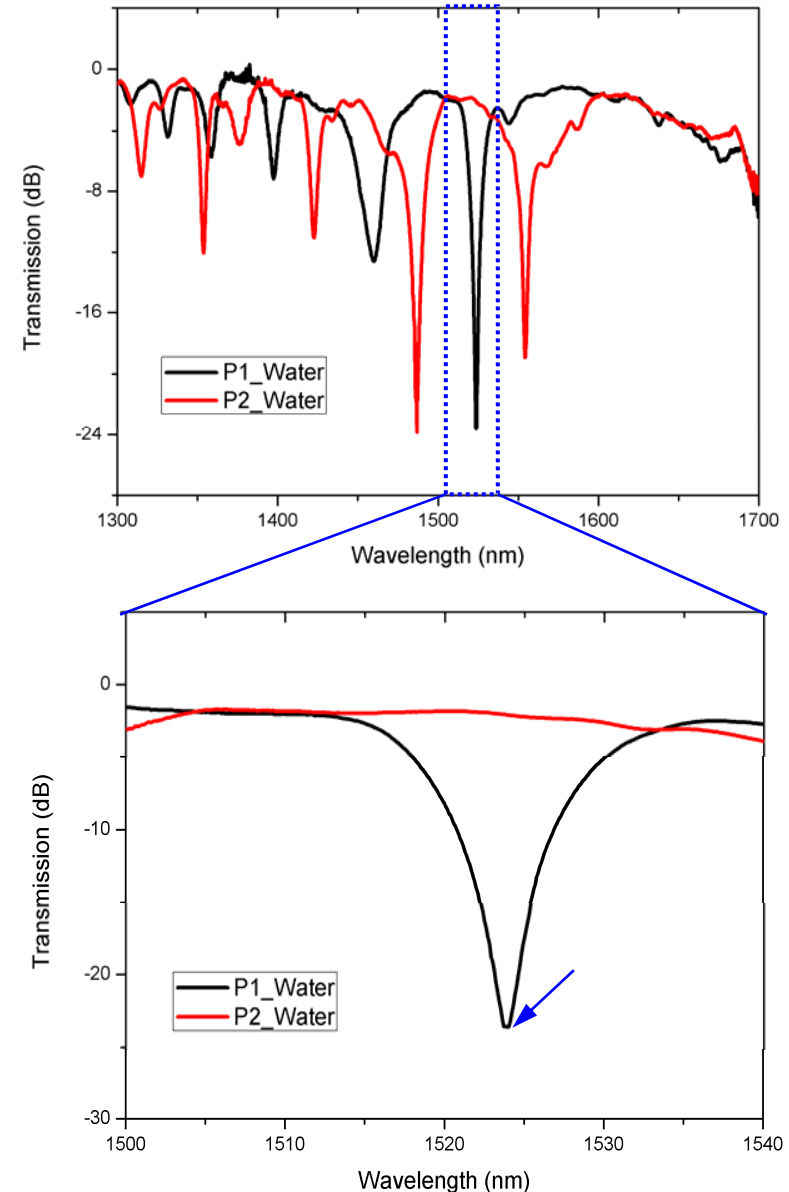 0
-8
-16
-24
Transmission (dB)
P1_Water
P2_Water
1300 1400 1500 1600 1700
Wavelength (nm)
0
-10
-20
-30
Transmission (dB)
P1_Water
P2_Water
1500 1510 1520 1530 1540
Wavelength (nm)